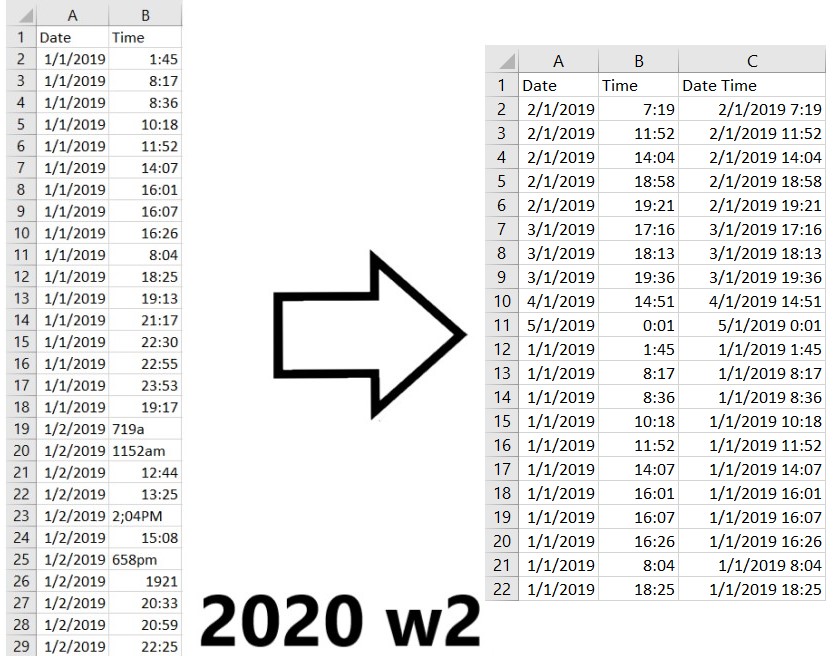 A B
1 Date Time
2 1/1/2019 1:45
3 1/1/2019 8:17
4 1/1/2019 8:36
5 1/1/2019 10:18
6 1/1/2019 11:52
7 1/1/2019 14:07
8 1/1/2019 16:01
9 1/1/2019 16:07
10 1/1/2019 16:26
11 1/1/2019 8:04
12 1/1/2019 18:25
13 1/1/2019 19:13
14 1/1/2019 21:17
15 1/1/2019 22:30
16 1/1/2019 22:55
17 1/1/2019 23:53
18 1/1/2019 19:17
19 1/2/2019 719a
20 1/2/2019 1152am
21 1/2/2019 12:44
22 1/2/2019 13:25
23 1/2/2019 2;04PM
24 1/2/2019 15:08
25 1/2/2019 658pm
26 1/2/2019 1921
27 1/2/2019 20:33
28 1/2/2019 20:59
29 1/2/2019 22:25
A B C
1 Date Time Date Time
2 2/1/2019 7:19 2/1/2019 7:19
3 2/1/2019 11:52 2/1/2019 11:52
4 2/1/2019 14:04 2/1/2019 14:04
5 2/1/2019 18:58 2/1/2019 18:58
6 2/1/2019 19:21 2/1/2019 19:21
7 3/1/2019 17:16 3/1/2019 17:16
8 3/1/2019 18:13 3/1/2019 18:13
9 3/1/2019 19:36 3/1/2019 19:36
10 4/1/2019 14:51 4/1/2019 14:51
11 5/1/2019 0:01 5/1/2019 0:01
12 1/1/2019 1:45 1/1/2019 1:45
13 1/1/2019 8:17 1/1/2019 8:17
14 1/1/2019 8:36 1/1/2019 8:36
15 1/1/2019 10:18 1/1/2019 10:18
16 1/1/2019 11:52 1/1/2019 11:52
17 1/1/2019 14:07 1/1/2019 14:07
18 1/1/2019 16:01 1/1/2019 16:01
19 1/1/2019 16:07 1/1/2019 16:07
20 1/1/2019 16:26 1/1/2019 16:26
21 1/1/2019 8:04 1/1/2019 8:04
22 1/1/2019 18:25 1/1/2019 18:25
2020 w2